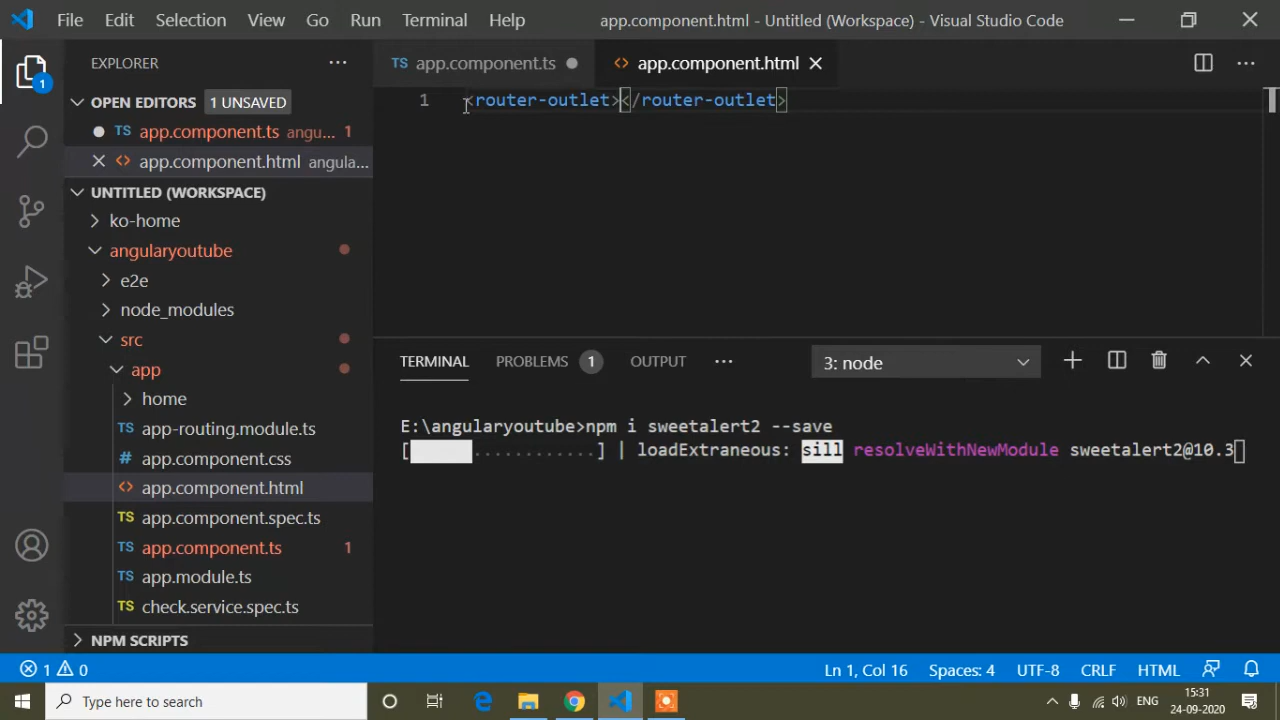 File Edit Selection View Go Run Terminal Help app.component.html - Untitled (Workspace) - Visual Studio Code
EXPLORER
TS app.component.ts
<> app.component.html
OPEN EDITORS 1 UNSAVED
TS app.component.ts angu... 1
<> app.component.html angula...
UNTITLED (WORKSPACE)
ko-home
angularyoutube
e2e
node_modules
src
app
home
app-routing.module.ts
# app.component.css
<> app.component.html
TS app.component.spec.ts
TS app.component.ts 1
TS app.module.ts
TS check.service.spec.ts
NPM SCRIPTS
1 <router-outlet></router-outlet>
TERMINAL PROBLEMS 1 OUTPUT ··· 3: node
E:\angularyoutube>npm i sweetalert2 --save
[ ............] | loadExtraneous: sill resolveWithNewModule sweetalert2@10.3
1 0 Ln 1, Col 16 Spaces: 4 UTF-8 CRLF HTML
1
Type here to search
ENG
15:31
24-09-2020